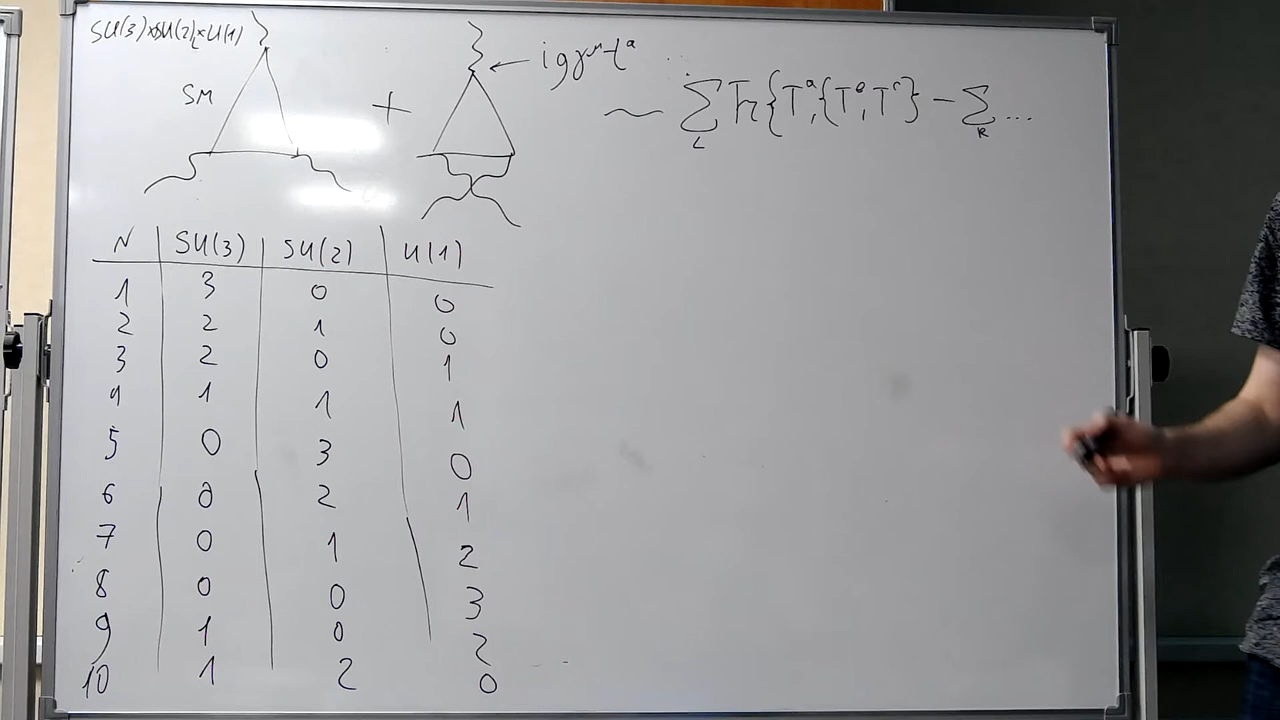 SU(3)×SU(2)L×U(1)
SM
+
← igγ^μ t^a
~ Σ_L Tr{T^a,{T^b,T^c}} − Σ_R ...
N | SU(3) | SU(2) | U(1)
1 3 0 0
2 2 1 0
3 2 0 1
4 1 1 1
5 0 3 0
6 0 2 1
7 0 1 2
8 0 0 3
9 1 0 2
10 1 2 0